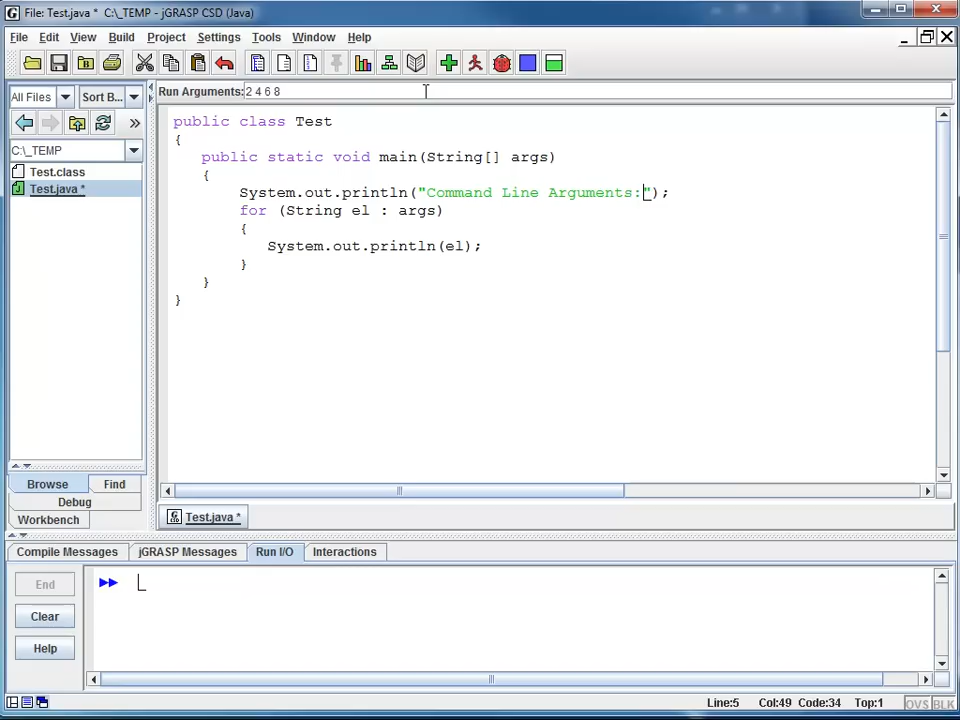 File: Test.java * C:\_TEMP - jGRASP CSD (Java)
File Edit View Build Project Settings Tools Window Help
All Files Sort B... Run Arguments: 2 4 6 8
C:\_TEMP
Test.class
Test.java *
public class Test
{
public static void main(String[] args)
{
System.out.println("Command Line Arguments:");
for (String el : args)
{
System.out.println(el);
}
}
}
Browse Find
Debug
Workbench
Test.java *
Compile Messages jGRASP Messages Run I/O Interactions
End
Clear
Help
Line:5 Col:49 Code:34 Top:1 OVS BLK